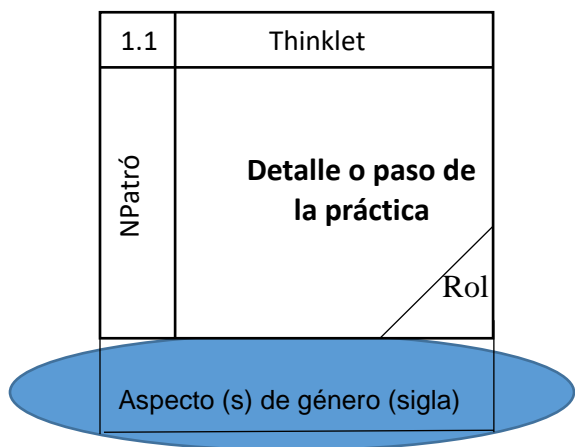 1.1 Thinklet
NPatró
Detalle o paso de
la práctica
Rol
Aspecto (s) de género (sigla)